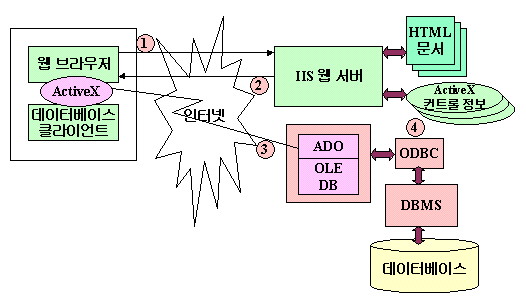 웹 브라우저
ActiveX
데이터베이스
클라이언트
1
2
인터넷
3
IIS 웹 서버
HTML
문서
ActiveX
컨트롤 정보
4
ADO
OLE
DB
ODBC
DBMS
데이터베이스